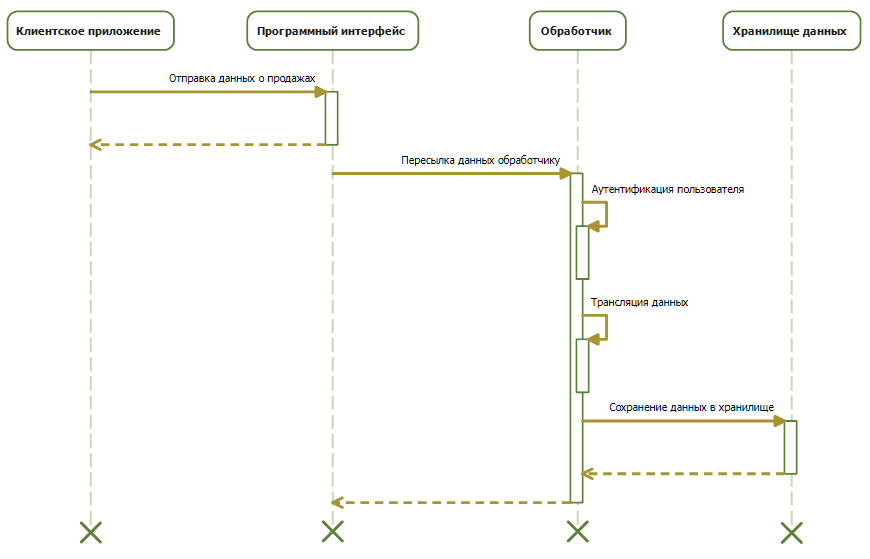 Клиентское приложение
Программный интерфейс
Обработчик
Хранилище данных
Отправка данных о продажах
Пересылка данных обработчику
Аутентификация пользователя
Трансляция данных
Сохранение данных в хранилище